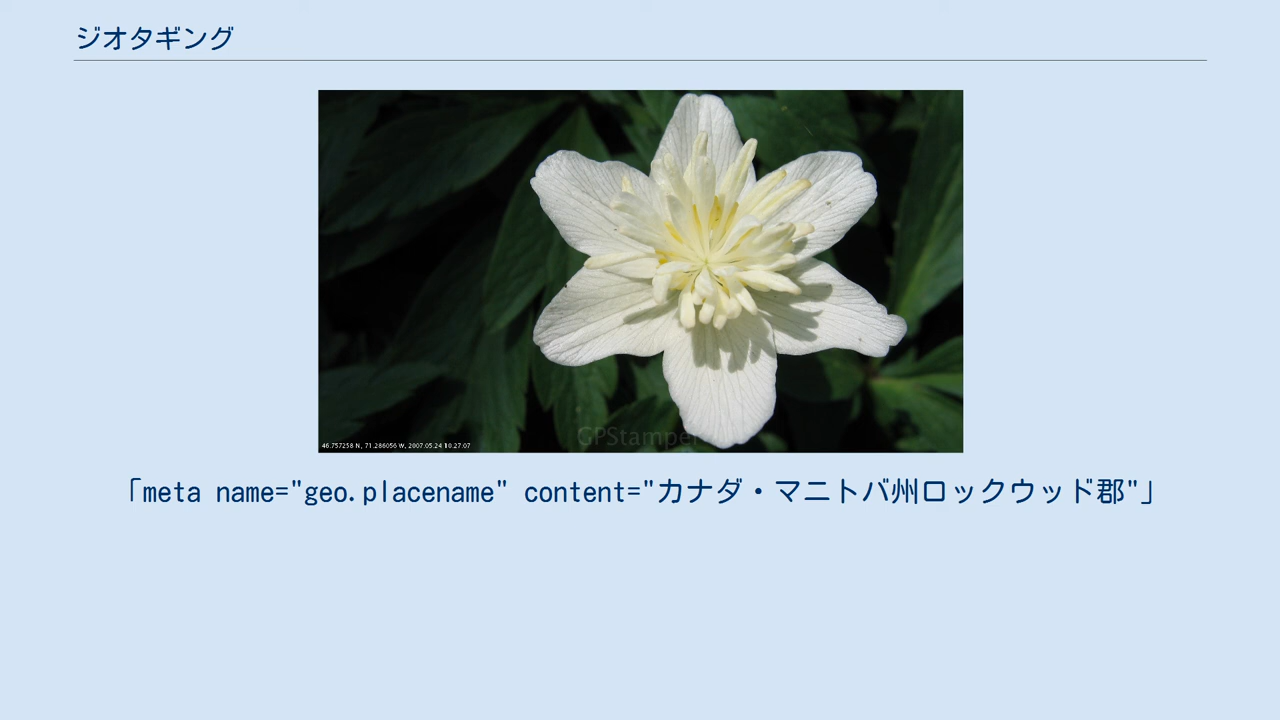 ジオタギング
46.757258 N, 71.286056 W, 2007.05.24 10.27.07
GPStamper
「meta name="geo.placename" content="カナダ・マニトバ州ロックウッド郡"」